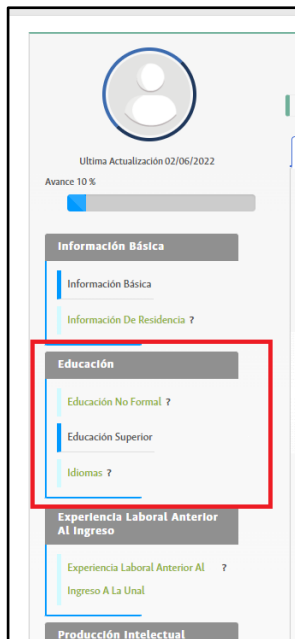 Ultima Actualización 02/06/2022
Avance 10 %
Información Básica
Información Básica
Información De Residencia ?
Educación
Educación No Formal ?
Educación Superior
Idiomas ?
Experiencia Laboral Anterior
Al Ingreso
Experiencia Laboral Anterior Al ?
Ingreso A La Unal
Producción Intelectual